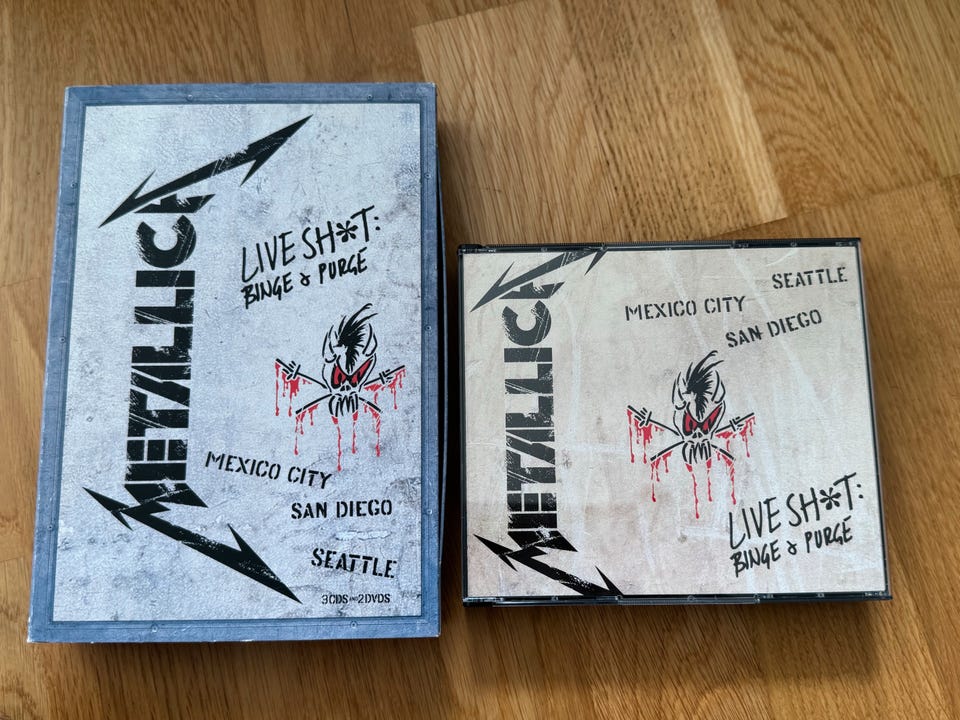 METALLICA
LIVE SH*T:
BINGE & PURGE
MEXICO CITY
SAN DIEGO
SEATTLE
3CDS AND 2DVDS
METALLICA
SEATTLE
MEXICO CITY
SAN DIEGO
LIVE SH*T:
BINGE & PURGE